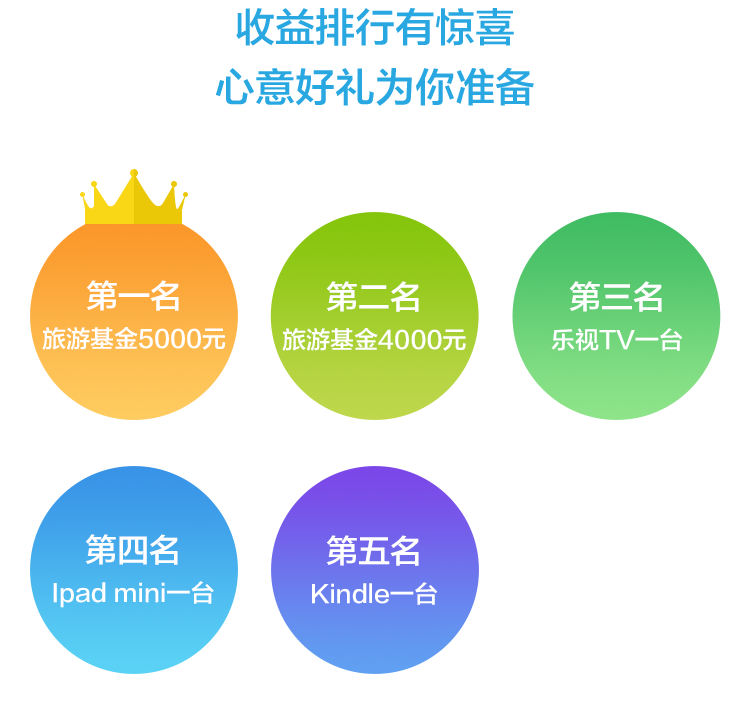 收益排行有惊喜
心意好礼为你准备
第一名
旅游基金5000元
第二名
旅游基金4000元
第三名
乐视TV一台
第四名
Ipad mini一台
第五名
Kindle一台